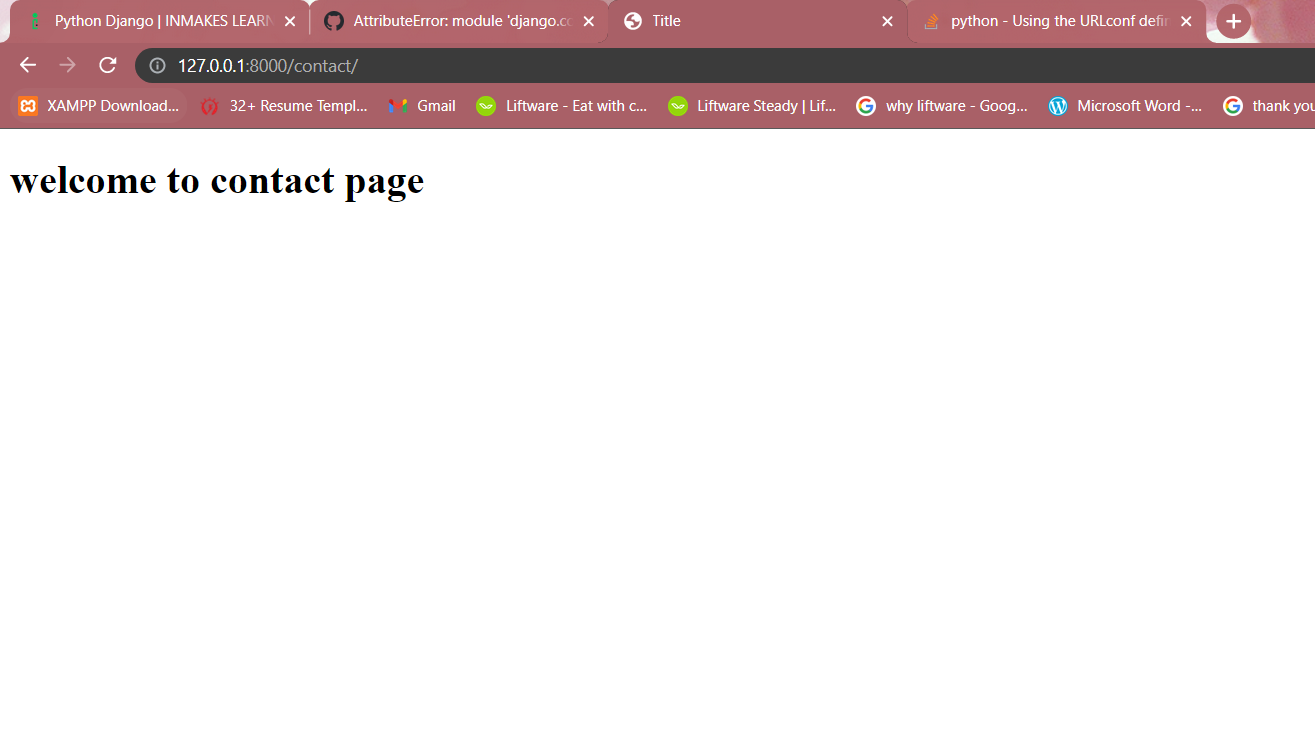 Python Django | INMAKES LEARN
AttributeError: module 'django.co
Title
python - Using the URLconf defin
127.0.0.1:8000/contact/
XAMPP Download...
32+ Resume Templ...
Gmail
Liftware - Eat with c...
Liftware Steady | Lif...
why liftware - Goog...
Microsoft Word -...
thank you
welcome to contact page